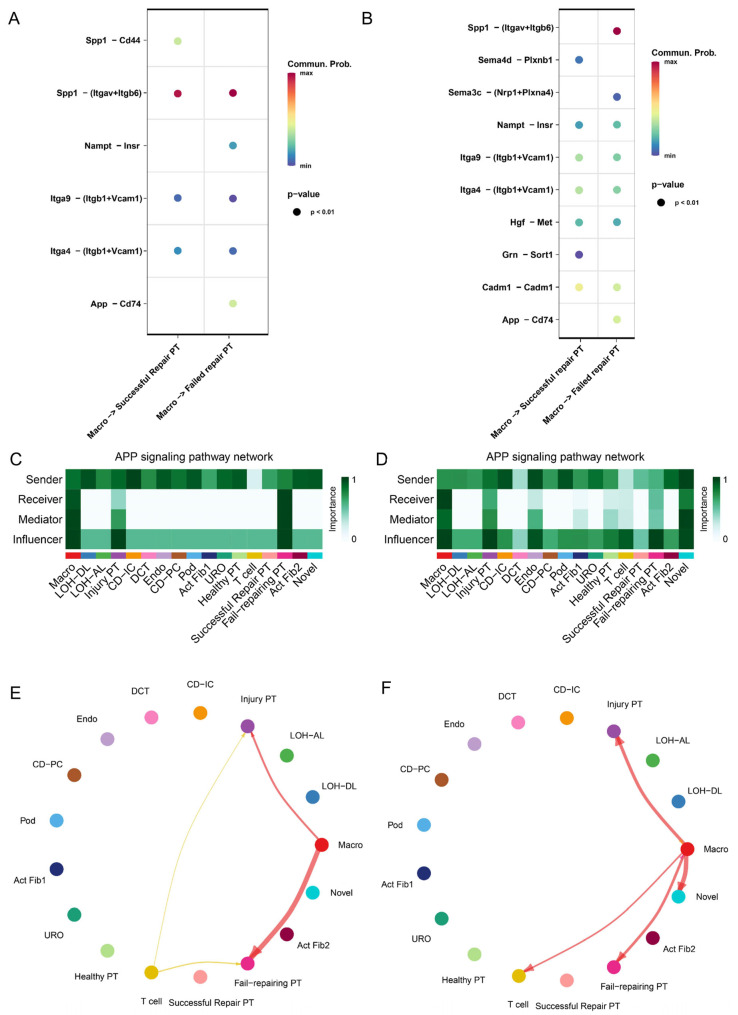 A
Spp1 − Cd44
Spp1 − (Itgav+Itgb6)
Nampt − Insr
Itga9 − (Itgb1+Vcam1)
Itga4 − (Itgb1+Vcam1)
App − Cd74
Macro −> Successful Repair PT
Macro −> Failed repair PT
Commun. Prob.
max
min
p−value
p < 0.01
B
Spp1 − (Itgav+Itgb6)
Sema4d − Plxnb1
Sema3c − (Nrp1+Plxna4)
Nampt − Insr
Itga9 − (Itgb1+Vcam1)
Itga4 − (Itgb1+Vcam1)
Hgf − Met
Grn − Sort1
Cadm1 − Cadm1
App − Cd74
Macro −> Successful repair PT
Macro −> Failed repair PT
Commun. Prob.
max
min
p−value
p < 0.01
C
APP signaling pathway network
Sender
Receiver
Mediator
Influencer
Macro
LOH−DL
LOH−AL
Injury PT
CD−IC
DCT
Endo
CD−PC
Pod
Act Fib1
URO
Healthy PT
T cell
Successful Repair PT
Fail−repairing PT
Act Fib2
Novel
1
0
Importance
D
APP signaling pathway network
Sender
Receiver
Mediator
Influencer
Macro
LOH−DL
LOH−AL
Injury PT
CD−IC
DCT
Endo
CD−PC
Pod
Act Fib1
URO
Healthy PT
T cell
Successful Repair PT
Fail−repairing PT
Act Fib2
Novel
1
0
Importance
E
CD−IC
DCT
Injury PT
Endo
LOH−AL
CD−PC
LOH−DL
Pod
Macro
Act Fib1
Novel
URO
Act Fib2
Healthy PT
Fail−repairing PT
T cell
Successful Repair PT
F
CD−IC
DCT
Injury PT
Endo
LOH−AL
CD−PC
LOH−DL
Pod
Macro
Act Fib1
Novel
URO
Act Fib2
Healthy PT
Fail−repairing PT
T cell
Successful Repair PT